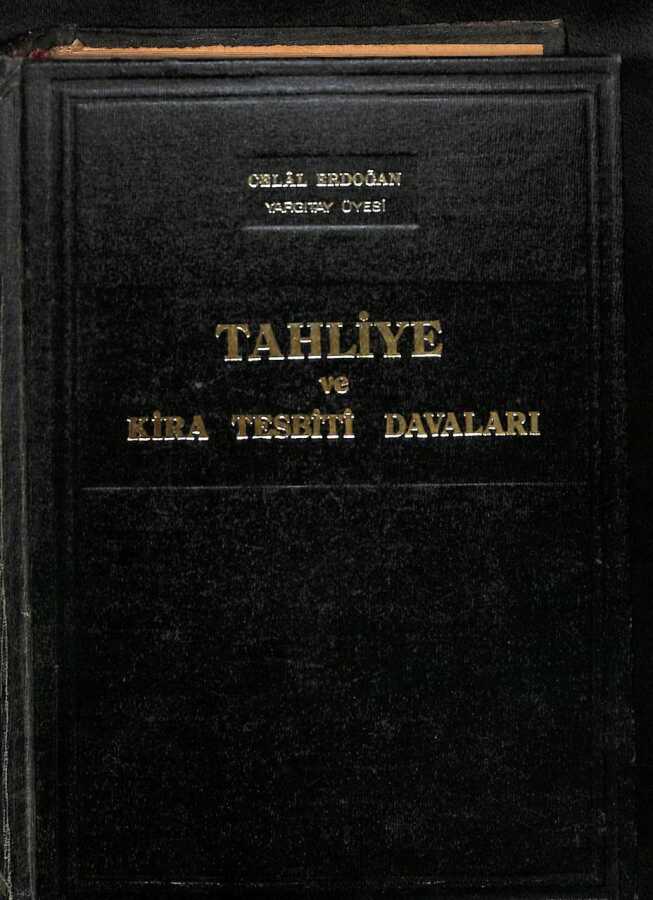 CELÂL ERDOĞAN
YARGITAY ÜYESİ
TAHLİYE
ve
KİRA TESBİTİ DAVALARI